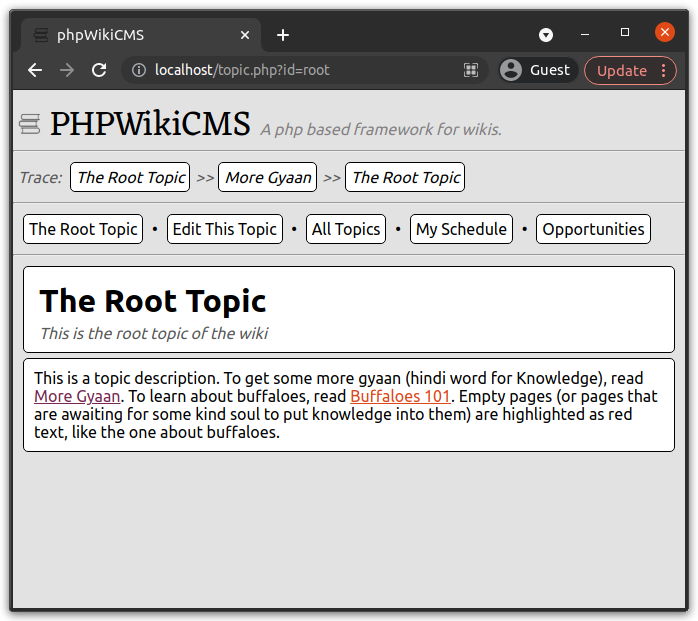 phpWikiCMS
localhost/topic.php?id=root
Guest
Update
PHPWikiCMS A php based framework for wikis.
Trace: The Root Topic >> More Gyaan >> The Root Topic
The Root Topic • Edit This Topic • All Topics • My Schedule • Opportunities
The Root Topic
This is the root topic of the wiki
This is a topic description. To get some more gyaan (hindi word for Knowledge), read
More Gyaan. To learn about buffaloes, read Buffaloes 101. Empty pages (or pages that
are awaiting for some kind soul to put knowledge into them) are highlighted as red
text, like the one about buffaloes.